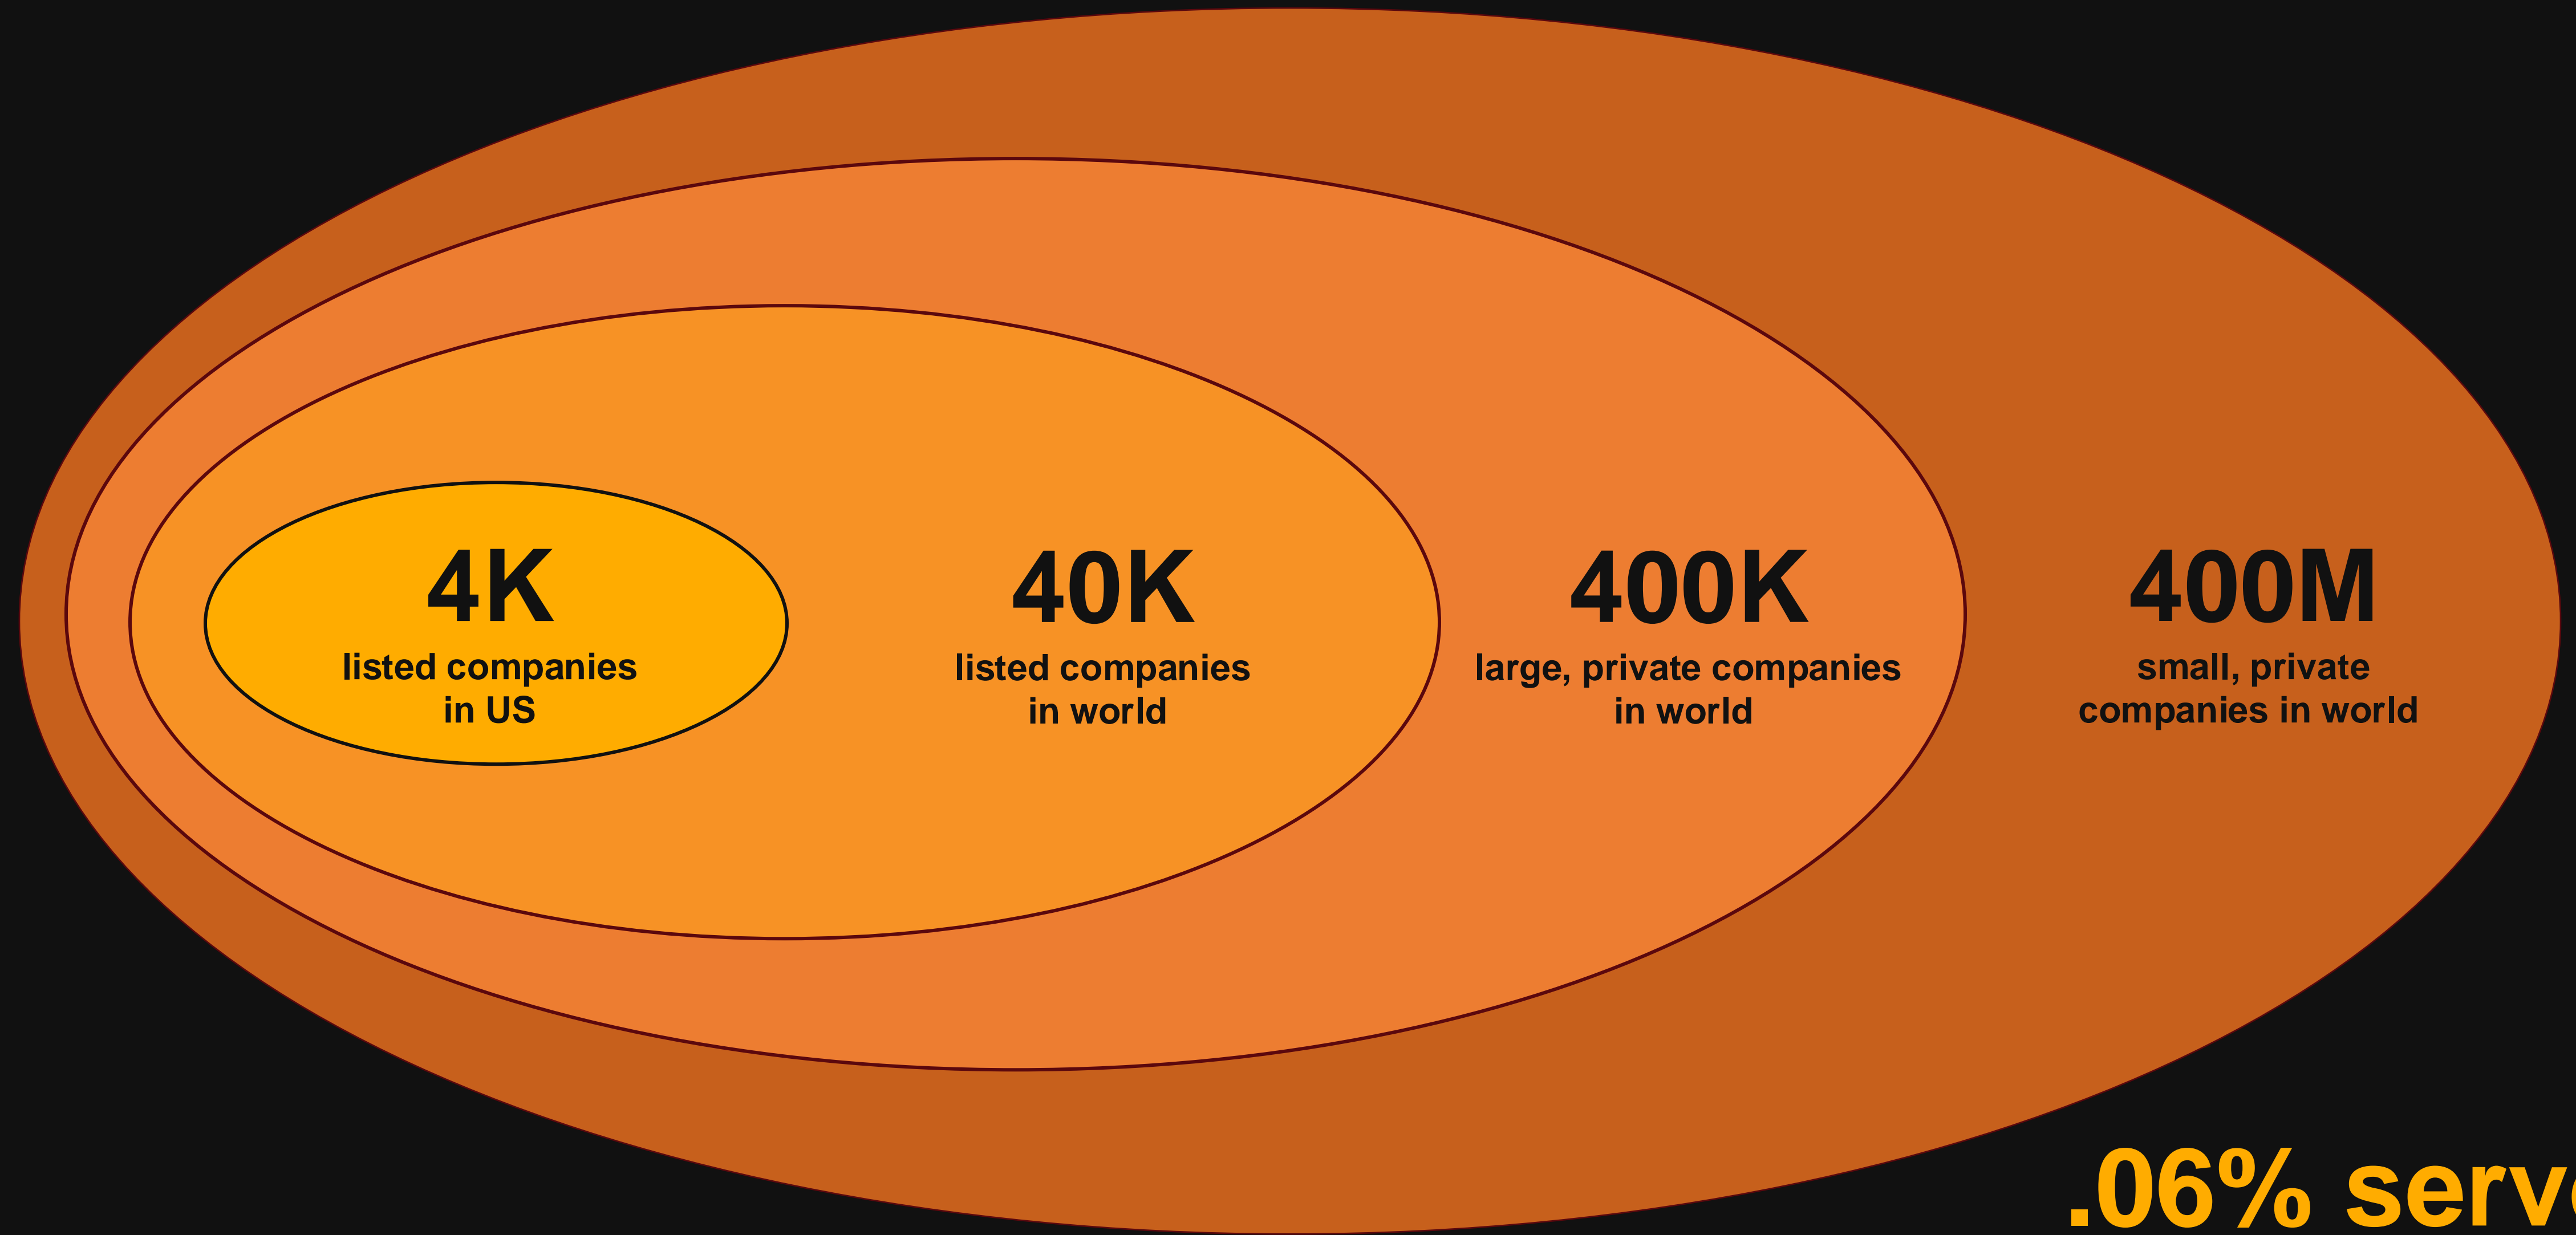 4K
listed companies
in US
40K
listed companies
in world
400K
large, private companies
in world
400M
small, private
companies in world
.06%